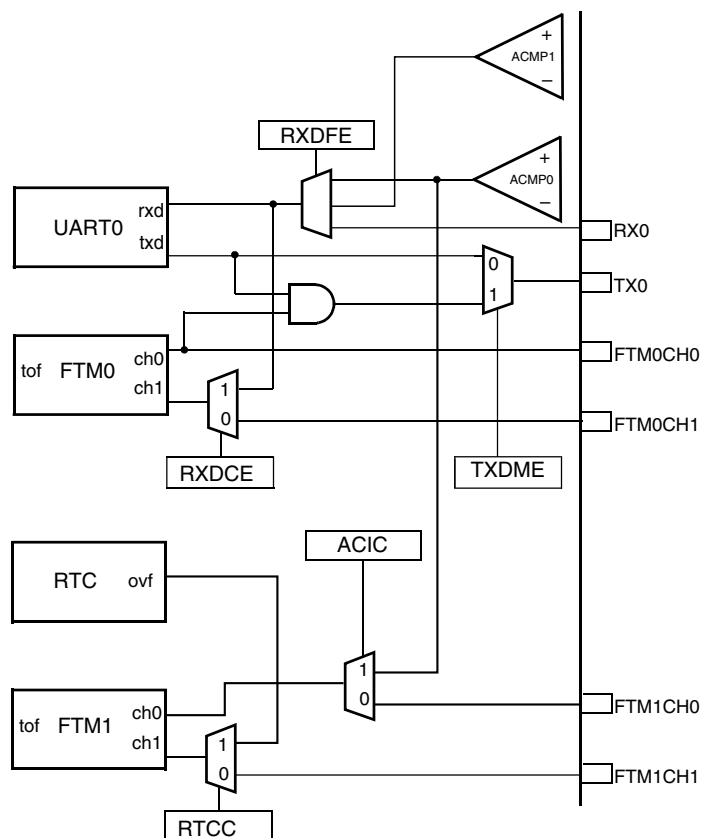 +
ACMP1
–
RXDFE
+
ACMP0
–
UART0
rxd
txd
RX0
0
1
TX0
tof FTM0
ch0
ch1
FTM0CH0
1
0
FTM0CH1
RXDCE
TXDME
ACIC
RTC ovf
1
0
FTM1CH0
tof FTM1
ch0
ch1
1
0
FTM1CH1
RTCC